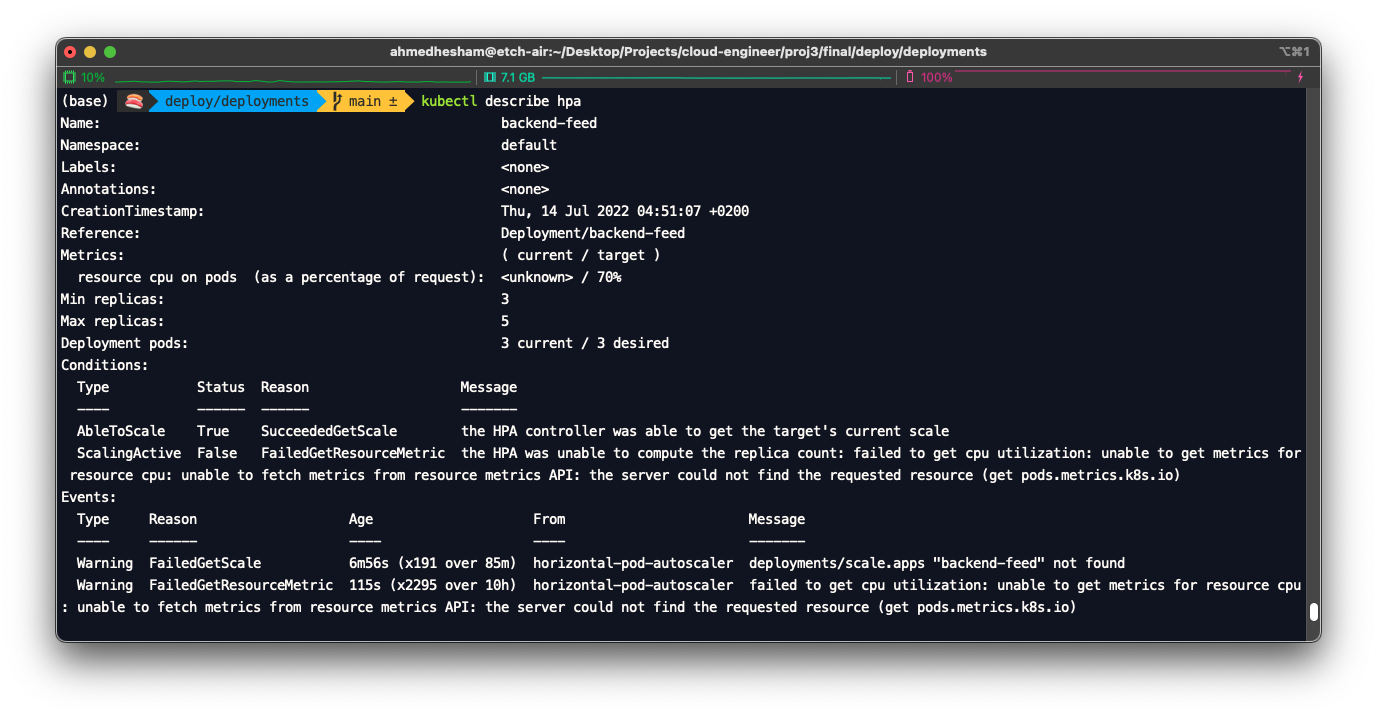 ahmedhesham@etch-air:~/Desktop/Projects/cloud-engineer/proj3/final/deploy/deployments ⌥⌘1
10% 7.1 GB 100%
(base) deploy/deployments main ± kubectl describe hpa
Name: backend-feed
Namespace: default
Labels: <none>
Annotations: <none>
CreationTimestamp: Thu, 14 Jul 2022 04:51:07 +0200
Reference: Deployment/backend-feed
Metrics: ( current / target )
resource cpu on pods (as a percentage of request): <unknown> / 70%
Min replicas: 3
Max replicas: 5
Deployment pods: 3 current / 3 desired
Conditions:
Type Status Reason Message
---- ------ ------ -------
AbleToScale True SucceededGetScale the HPA controller was able to get the target's current scale
ScalingActive False FailedGetResourceMetric the HPA was unable to compute the replica count: failed to get cpu utilization: unable to get metrics for
resource cpu: unable to fetch metrics from resource metrics API: the server could not find the requested resource (get pods.metrics.k8s.io)
Events:
Type Reason Age From Message
---- ------ ---- ---- -------
Warning FailedGetScale 6m56s (x191 over 85m) horizontal-pod-autoscaler deployments/scale.apps "backend-feed" not found
Warning FailedGetResourceMetric 115s (x2295 over 10h) horizontal-pod-autoscaler failed to get cpu utilization: unable to get metrics for resource cpu
: unable to fetch metrics from resource metrics API: the server could not find the requested resource (get pods.metrics.k8s.io)